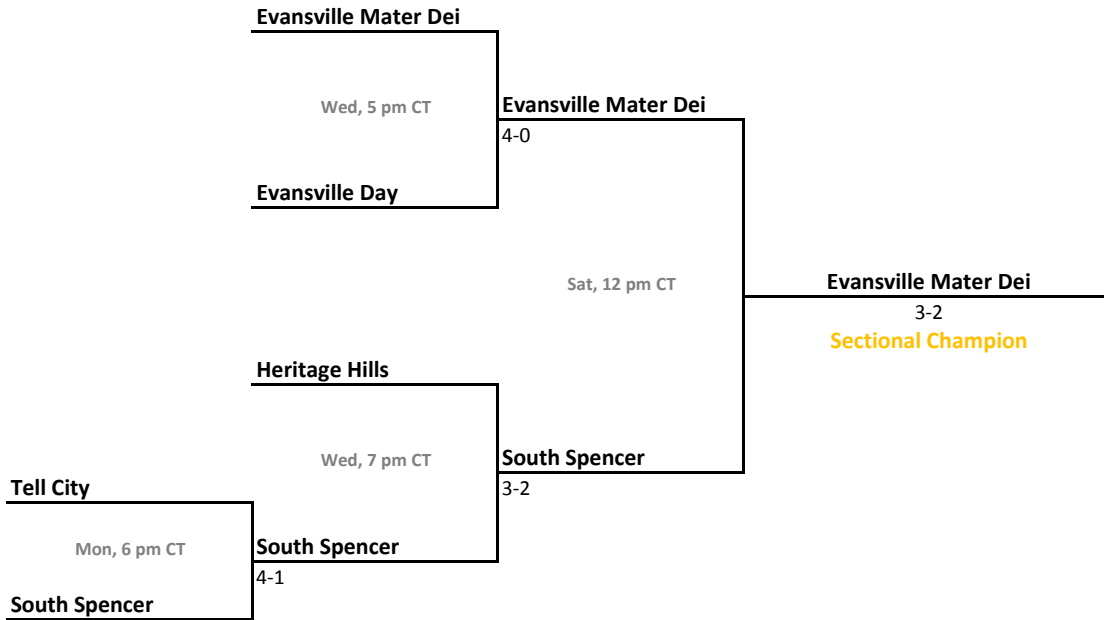 Evansville Mater Dei
Wed, 5 pm CT
Evansville Mater Dei
4-0
Evansville Day
Sat, 12 pm CT
Evansville Mater Dei
3-2
Sectional Champion
Heritage Hills
Wed, 7 pm CT
South Spencer
3-2
Tell City
Mon, 6 pm CT
South Spencer
4-1
South Spencer